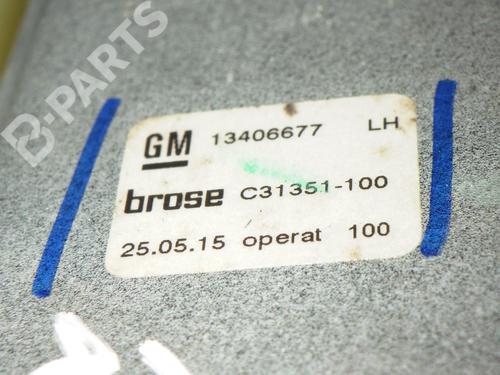 B-PARTS
GM 13406677 LH
brose C31351-100
25.05.15 operat 100